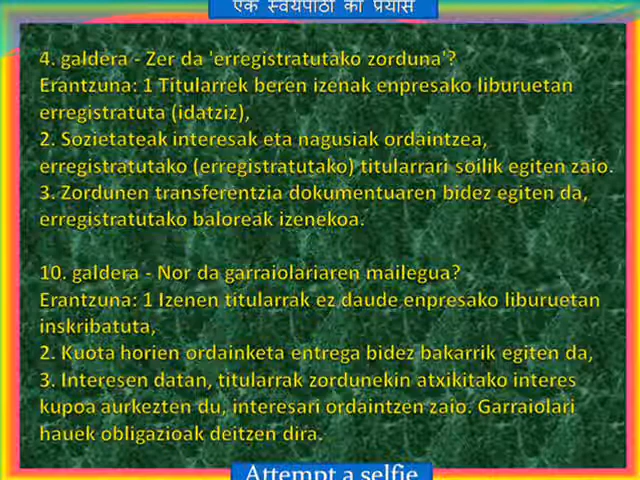 एक स्वयंपाठी का प्रयास
4. galdera - Zer da 'erregistratutako zorduna'?
Erantzuna: 1 Titularrek beren izenak enpresako liburuetan
erregistratuta (idatziz),
2. Sozietateak interesak eta nagusiak ordaintzea,
erregistratutako (erregistratutako) titularrari soilik egiten zaio.
3. Zordunen transferentzia dokumentuaren bidez egiten da,
erregistratutako baloreak izenekoa.
10. galdera - Nor da garraiolariaren mailegua?
Erantzuna: 1 Izenen titularrak ez daude enpresako liburuetan
inskribatuta,
2. Kuota horien ordainketa entrega bidez bakarrik egiten da,
3. Interesen datan, titularrak zordunekin atxikitako interes
kupoa aurkezten du, interesari ordaintzen zaio. Garraiolari
hauek obligazioak deitzen dira.
Attempt a selfie